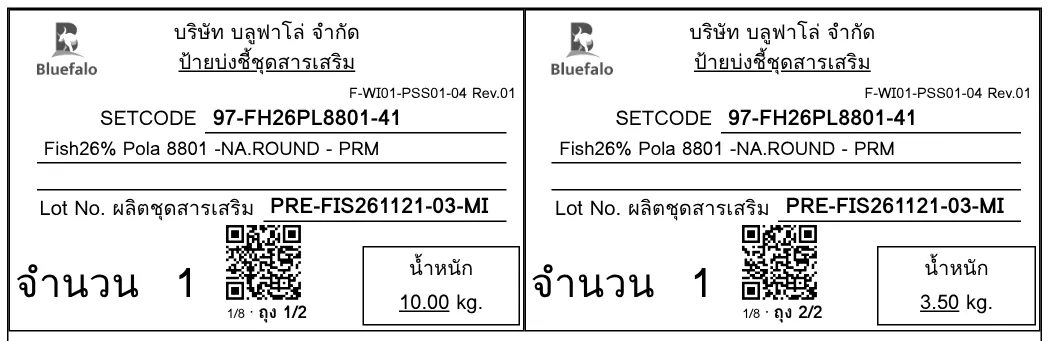 Bluefalo
บริษัท บลูฟาโล่ จำกัด
ป้ายบ่งชี้ชุดสารเสริม
F-WI01-PSS01-04 Rev.01
SETCODE 97-FH26PL8801-41
Fish26% Pola 8801 -NA.ROUND - PRM
Lot No. ผลิตชุดสารเสริม PRE-FIS261121-03-MI
จำนวน 1
1/8 · ถุง 1/2
น้ำหนัก
10.00 kg.
Bluefalo
บริษัท บลูฟาโล่ จำกัด
ป้ายบ่งชี้ชุดสารเสริม
F-WI01-PSS01-04 Rev.01
SETCODE 97-FH26PL8801-41
Fish26% Pola 8801 -NA.ROUND - PRM
Lot No. ผลิตชุดสารเสริม PRE-FIS261121-03-MI
จำนวน 1
1/8 · ถุง 2/2
น้ำหนัก
3.50 kg.